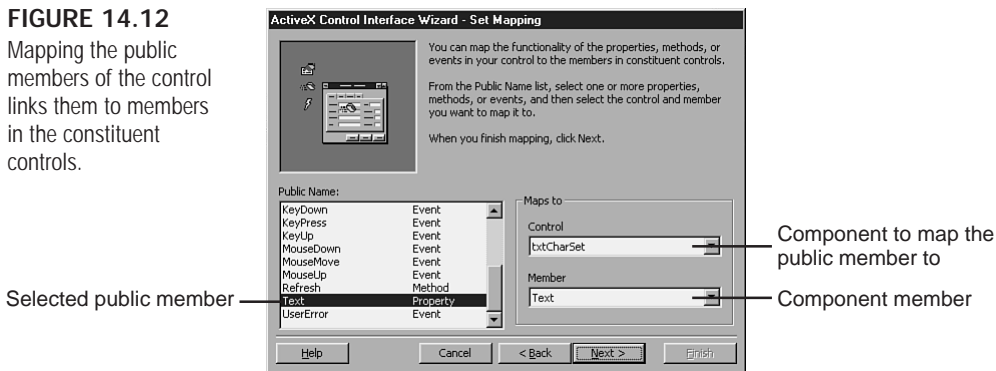 FIGURE 14.12
Mapping the public
members of the control
links them to members
in the constituent
controls.
ActiveX Control Interface Wizard - Set Mapping
You can map the functionality of the properties, methods, or
events in your control to the members in constituent controls.
From the Public Name list, select one or more properties,
methods, or events, and then select the control and member
you want to map it to.
When you finish mapping, click Next.
Public Name:
KeyDown Event
KeyPress Event
KeyUp Event
MouseDown Event
MouseMove Event
MouseUp Event
Refresh Method
Text Property
UserError Event
Maps to
Control
txtCharSet
Member
Text
Selected public member
Component to map the
public member to
Component member
Help
Cancel
< Back
Next >
Finish